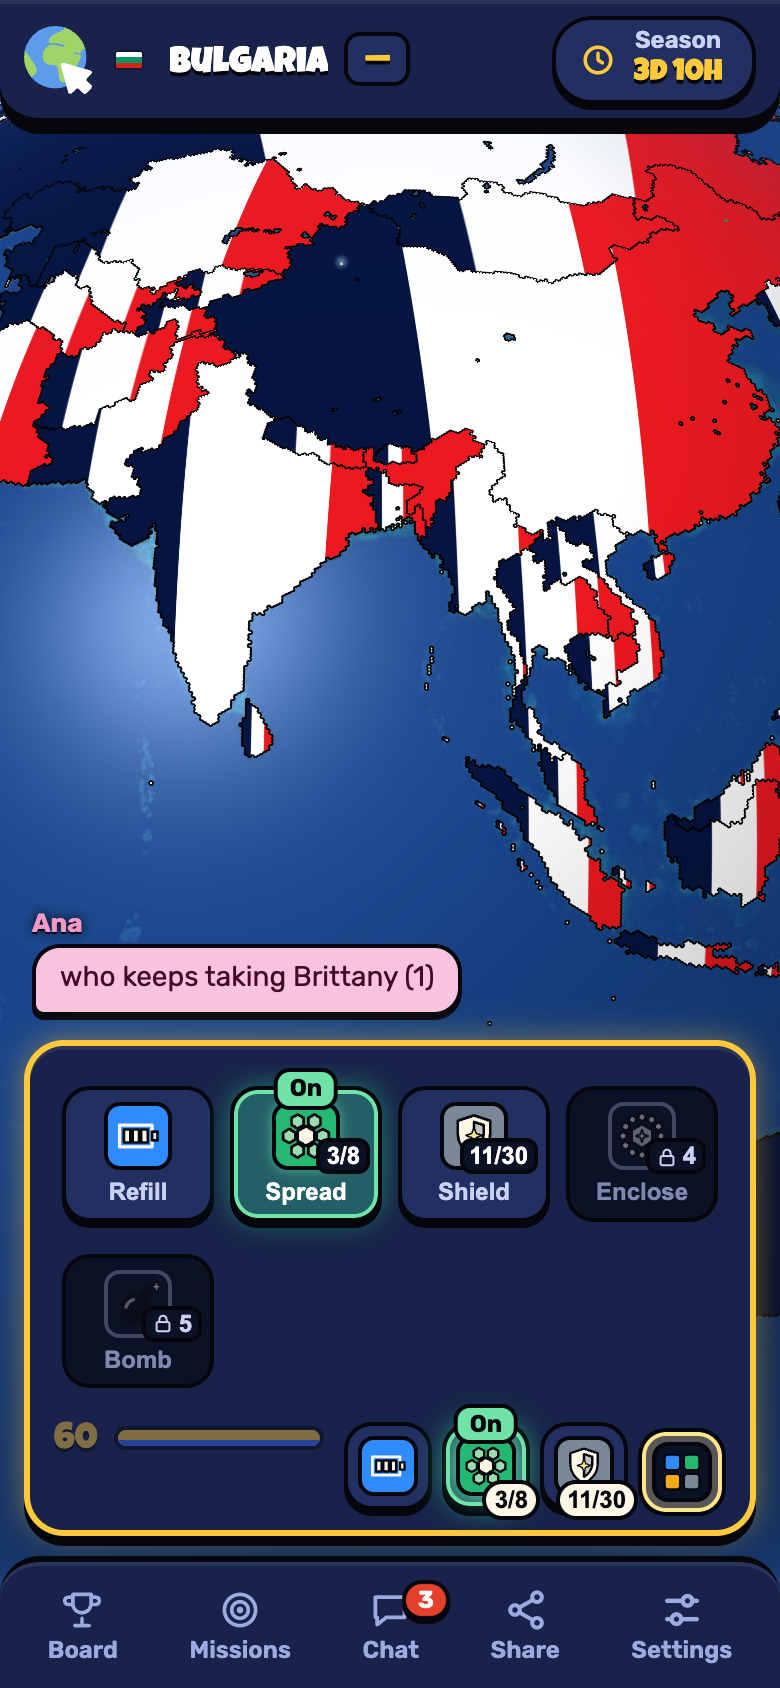 BULGARIA
Season
3D 10H
Ana
who keeps taking Brittany (1)
Refill
On
3/8
Spread
11/30
Shield
4
Enclose
5
Bomb
60
On
3/8
11/30
Board
Missions
3
Chat
Share
Settings